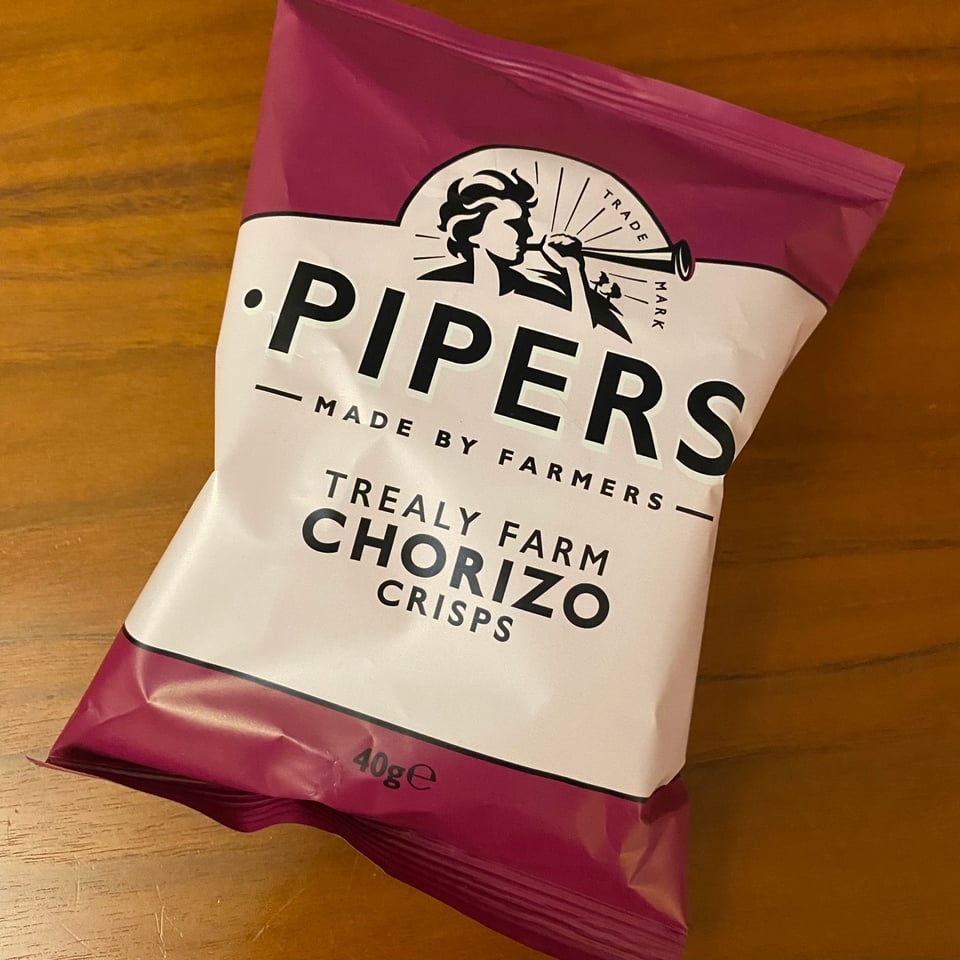 TRADE MARK
·PIPERS
MADE BY FARMERS
TREALY FARM
CHORIZO
CRISPS
40g℮